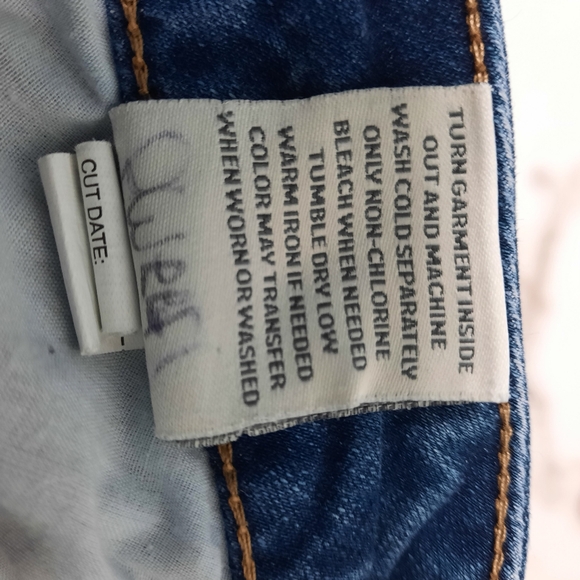 TURN GARMENT INSIDE
OUT AND MACHINE
WASH COLD SEPARATELY
ONLY NON-CHLORINE
BLEACH WHEN NEEDED
TUMBLE DRY LOW
WARM IRON IF NEEDED
COLOR MAY TRANSFER
WHEN WORN OR WASHED
CUT DATE: